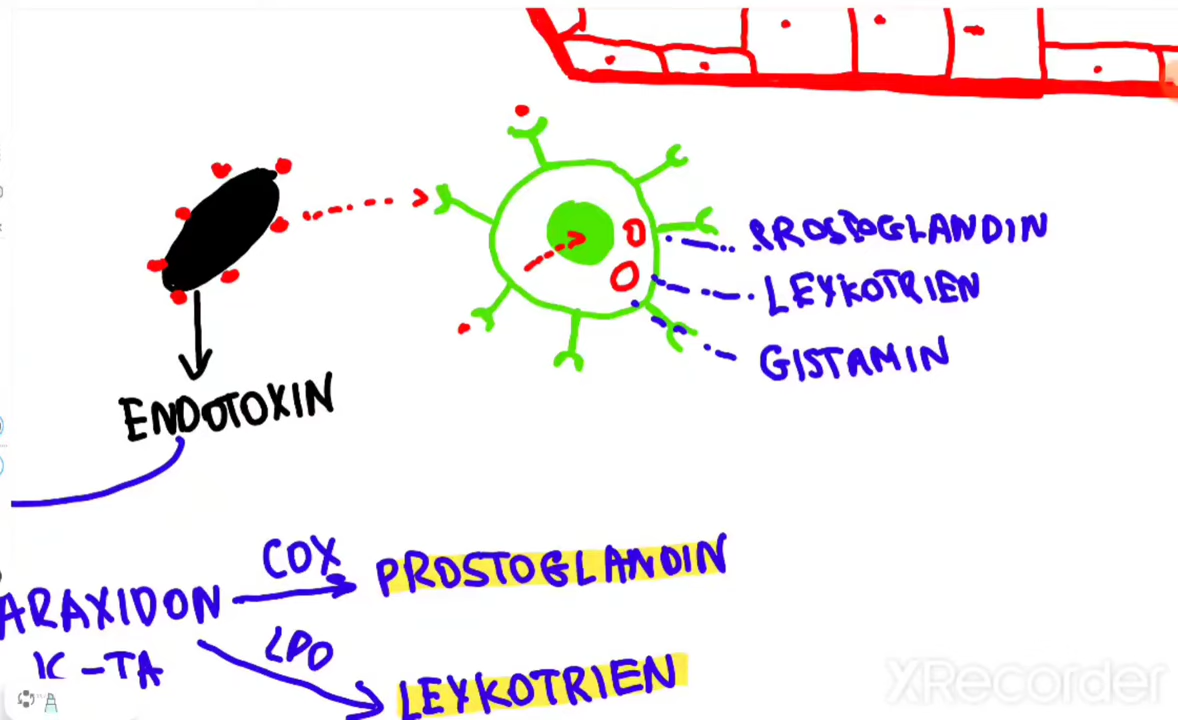 PROSTOGLANDIN
LEYKOTRIEN
GISTAMIN
ENDOTOXIN
COX
PROSTOGLANDIN
ARAXIDON
K-TA
LPO
LEYKOTRIEN
XRecorder